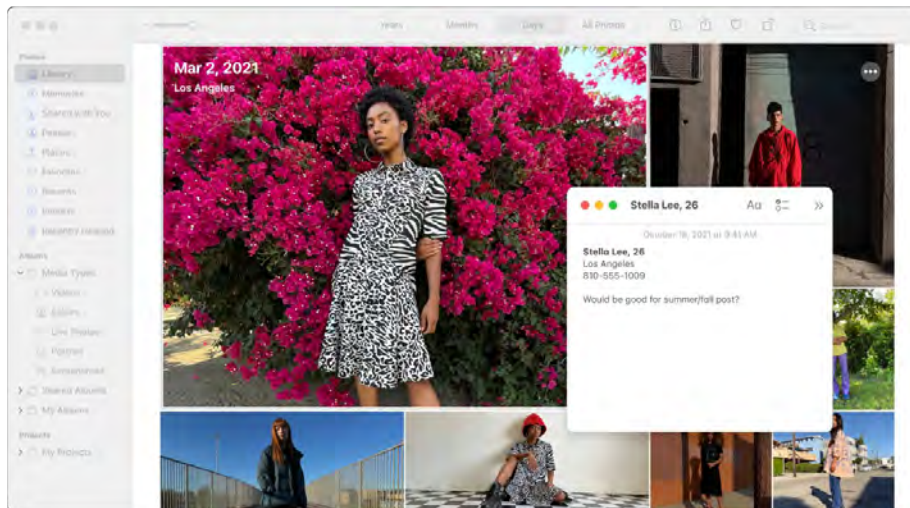 Years
Months
Days
All Photos
Search
Photos
Library
Memories
Shared with You
People
Places
Favorites
Recents
Imports
Albums
Media Types
Videos
Selfies
Live Photos
Portrait
Shared Albums
My Albums
Projects
My Projects
Mar 2, 2021
Los Angeles
Stella Lee, 26
Aa
October 18, 2021 at 9:41 AM
Stella Lee, 26
Los Angeles
810-555-1009
Would be good for summer/fall post?